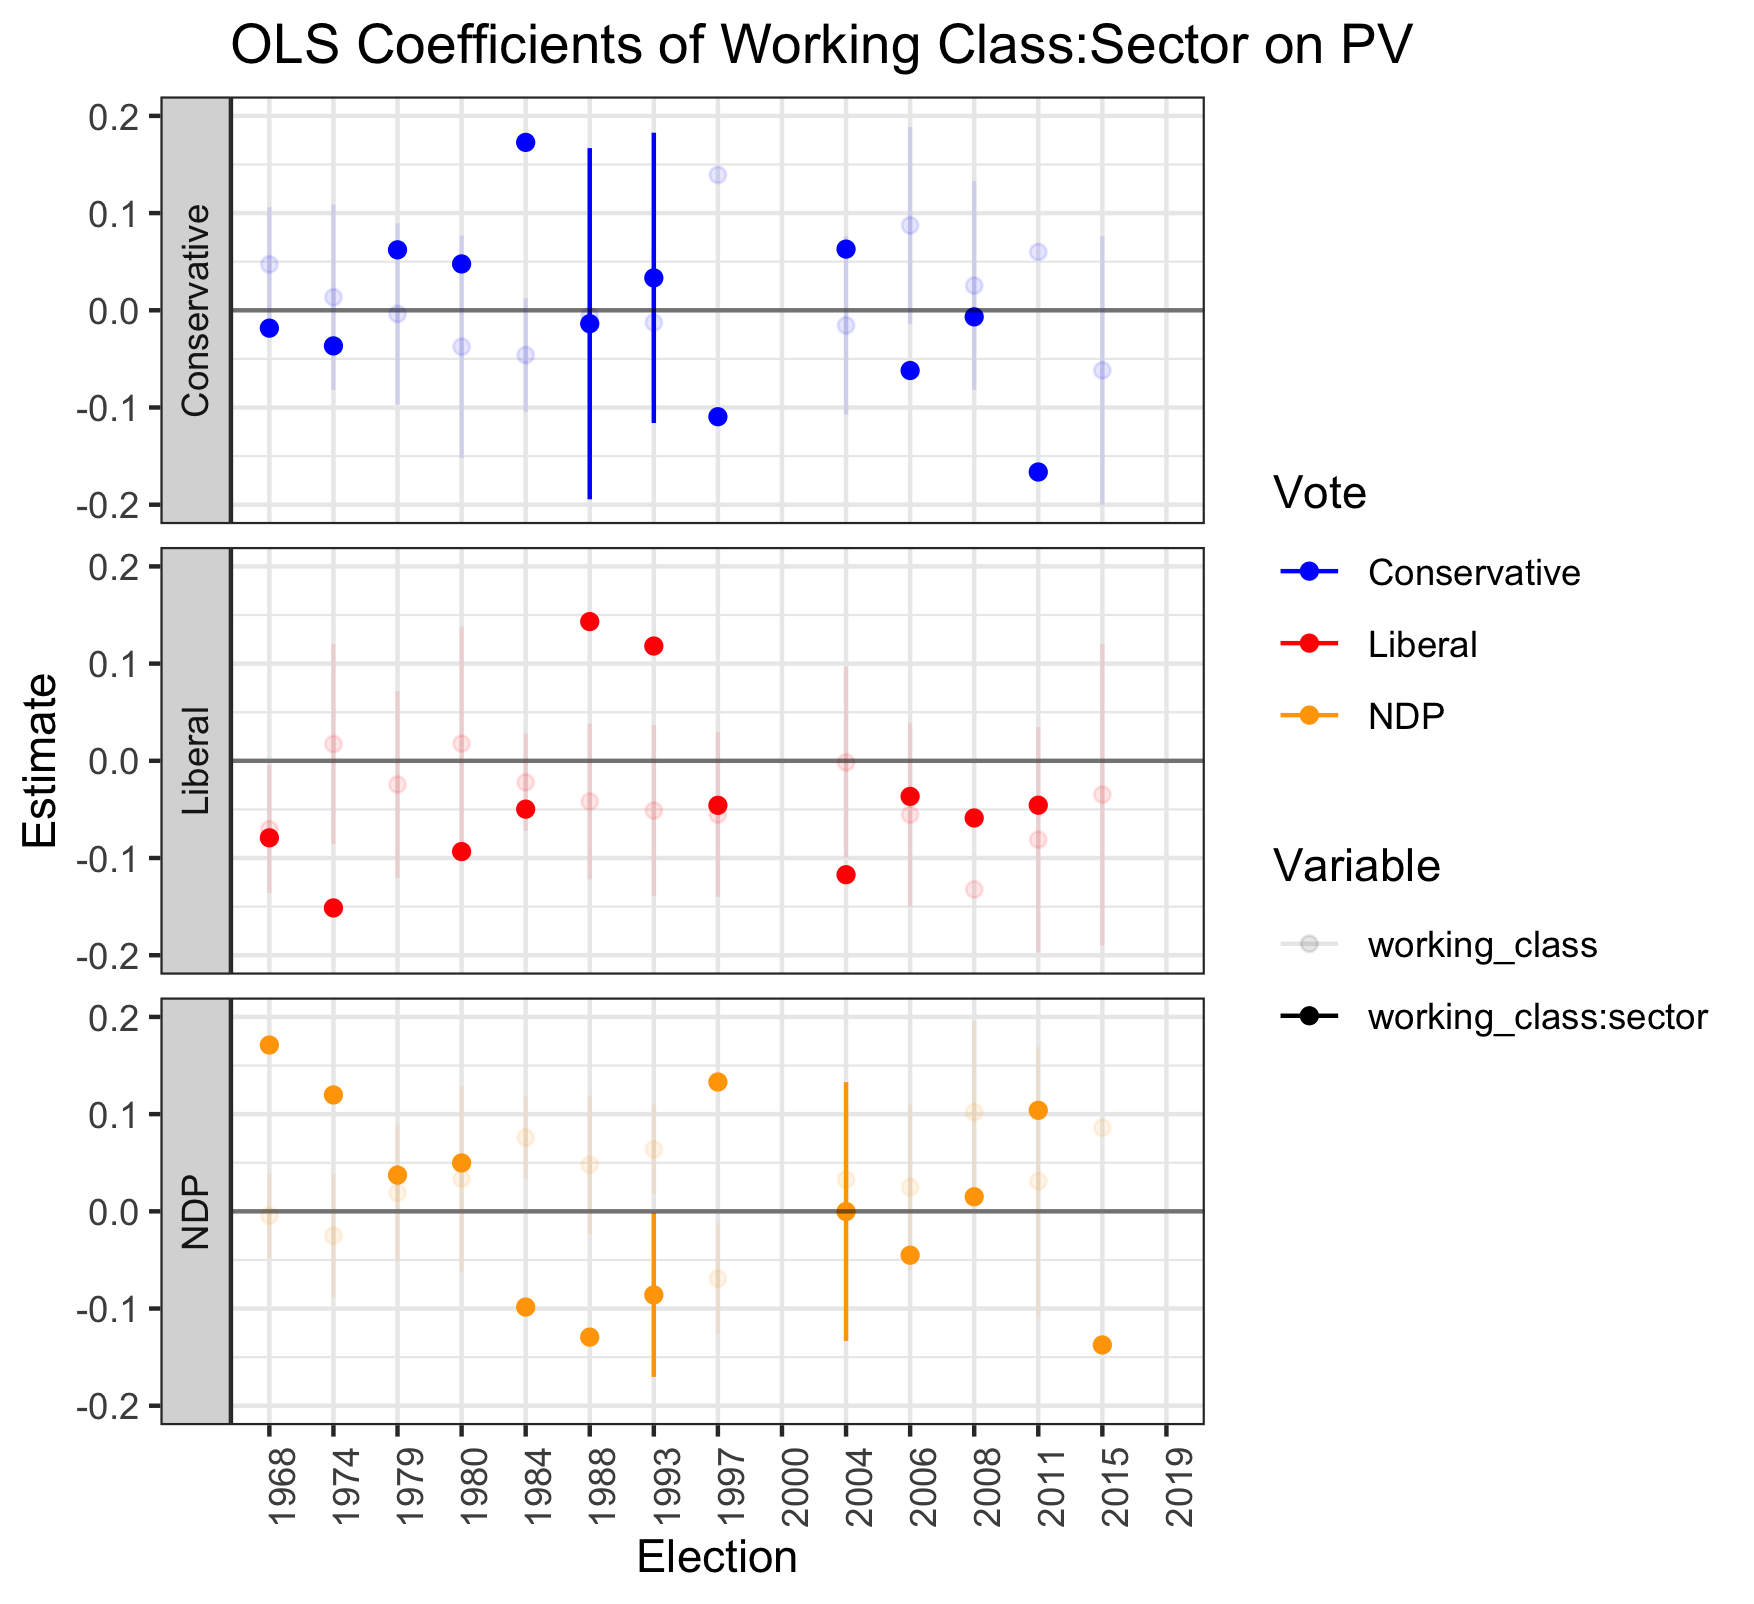 OLS Coefficients of Working Class:Sector on PV
Estimate
Conservative
0.2
0.1
0.0
-0.1
-0.2
Liberal
0.2
0.1
0.0
-0.1
-0.2
NDP
0.2
0.1
0.0
-0.1
-0.2
1968 1974 1979 1980 1984 1988 1993 1997 2000 2004 2006 2008 2011 2015 2019
Election
Vote
Conservative
Liberal
NDP
Variable
working_class
working_class:sector